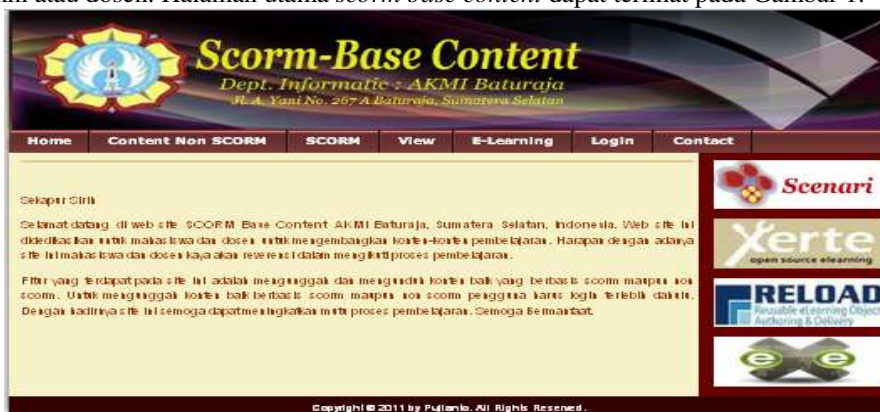 atau dosen. Halaman utama scorm base content dapat terlihat pada Gambar 1.
Scorm-Base Content
Dept. Informatic : AKMI Baturaja
Jl. A. Yani No. 267 A Baturaja, Sumatera Selatan
Home Content Non SCORM SCORM View E-Learning Login Contact
Sekapur Sirih
Selamat datang di web site SCORM Base Content AKMI Baturaja, Sumatera Selatan, Indonesia. Web site ini
didedikasikan untuk mahasiswa dan dosen untuk mengembangkan konten-konten pembelajaran. Harapan dengan adanya
site ini mahasiswa dan dosen kaya akan reverensi dalam mengikuti proses pembelajaran.
Fitur yang terdapat pada site ini adalah mengunggah dan mengunduh konten baik yang berbasis scorm maupun non
scorm. Untuk mengunggah konten baik berbasis scorm maupun non scorm pengguna harus login terlebih dahulu.
Dengan hadirnya site ini semoga dapat meningkatkan mutu proses pembelajaran. Semoga Bermanfaat.
Scenari
Xerte
open source elearning
RELOAD
Reusable eLearning Object
Authoring & Delivery
e e
Copyright © 2011 by Pujianto. All Rights Reserved.